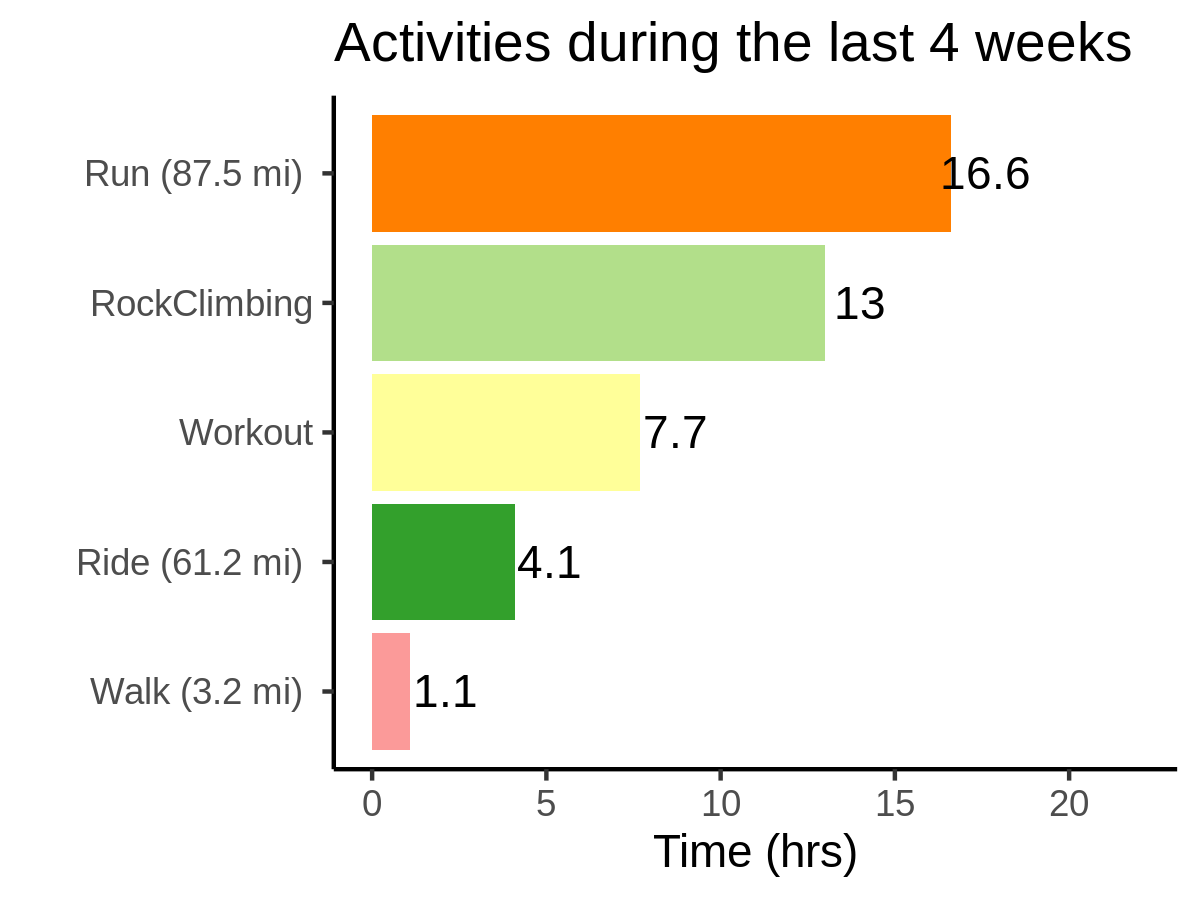 Activities during the last 4 weeks
Run (87.5 mi)
16.6
RockClimbing
13
Workout
7.7
Ride (61.2 mi)
4.1
Walk (3.2 mi)
1.1
0 5 10 15 20
Time (hrs)